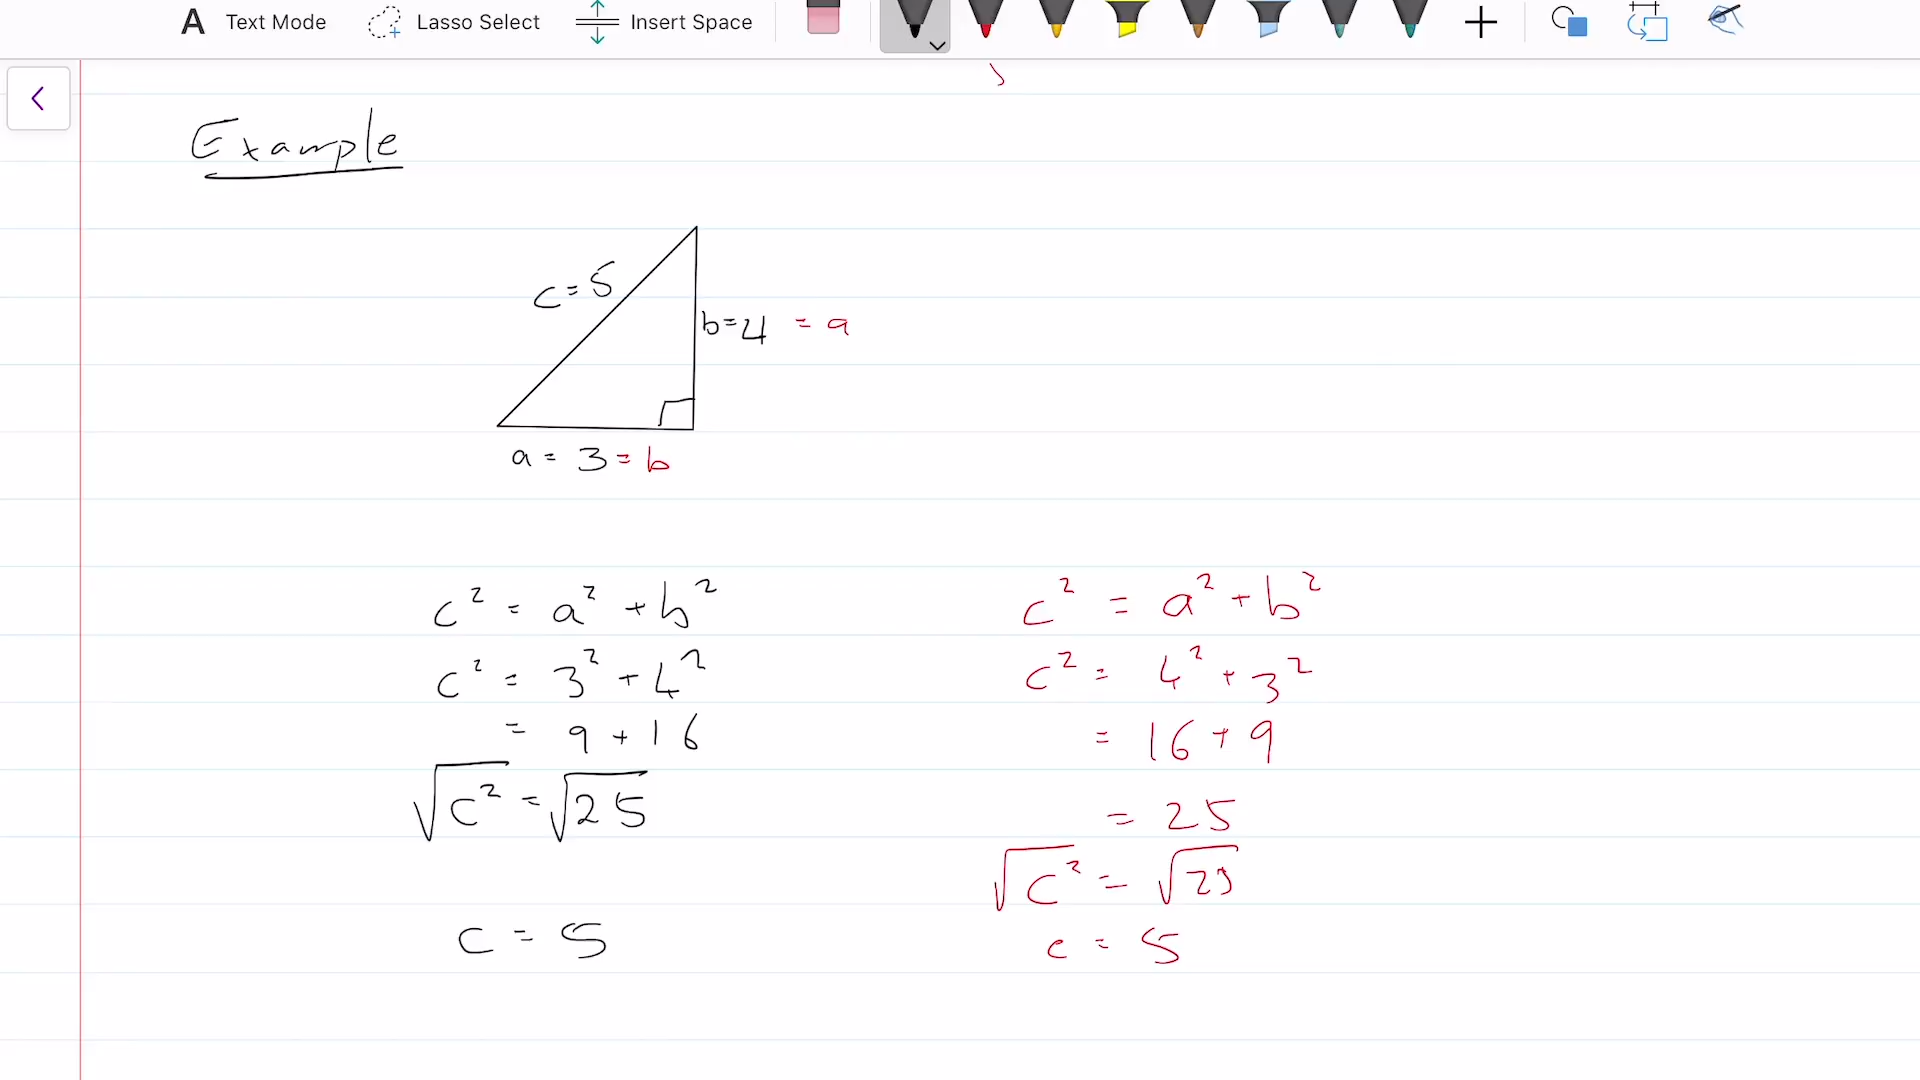 Text Mode Lasso Select Insert Space
Example
c = 5
b = 4 = a
a = 3 = b
c² = a² + b²
c² = 3² + 4²
= 9 + 16
√c² = √25
c = 5
c² = a² + b²
c² = 4² + 3²
= 16 + 9
= 25
√c² = √25
c = 5